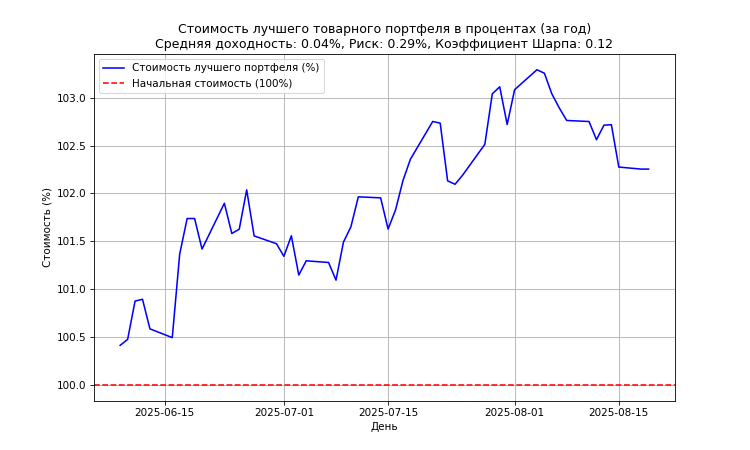 Стоимость лучшего товарного портфеля в процентах (за год)
Средняя доходность: 0.04%, Риск: 0.29%, Коэффициент Шарпа: 0.12
Стоимость лучшего портфеля (%)
Начальная стоимость (100%)
Стоимость (%)
103.0
102.5
102.0
101.5
101.0
100.5
100.0
2025-06-15
2025-07-01
2025-07-15
2025-08-01
2025-08-15
День